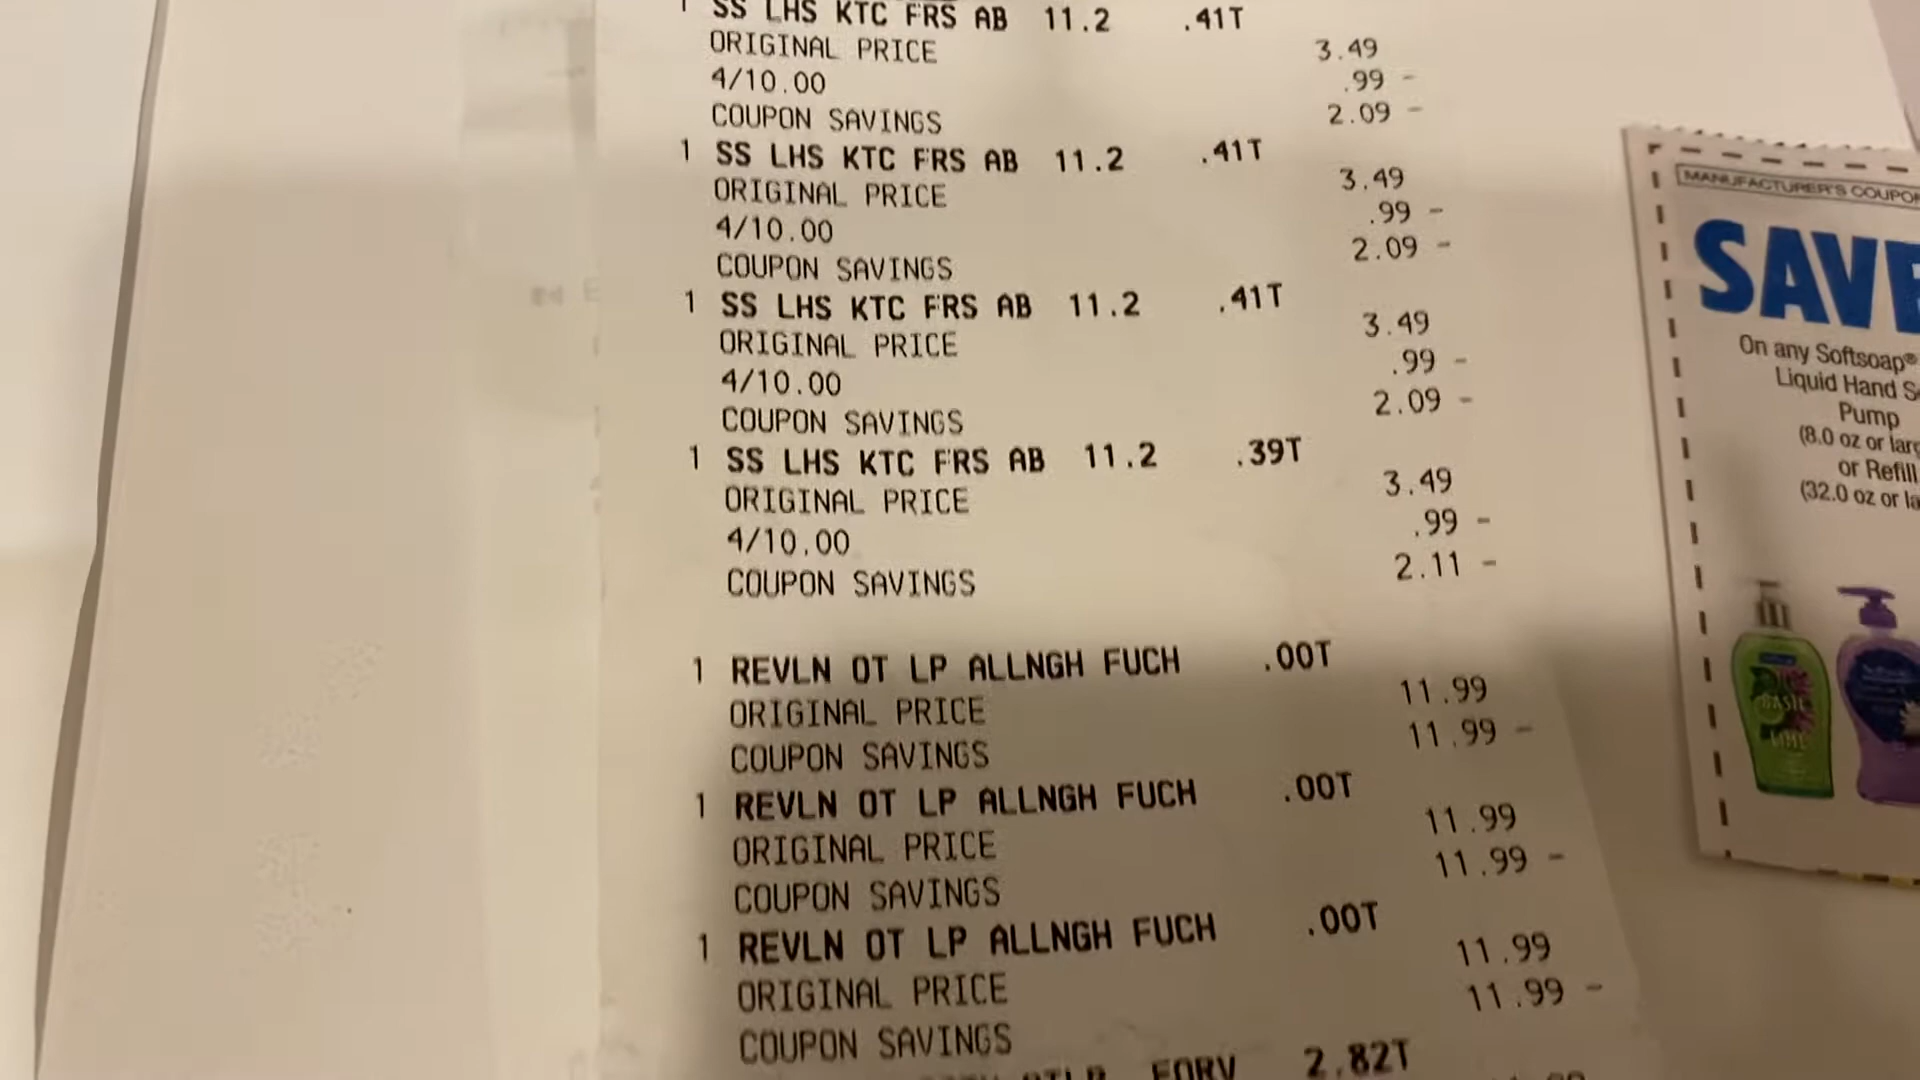 1 SS LHS KTC FRS AB 11.2 .41T
ORIGINAL PRICE 3.49
4/10.00 .99 -
COUPON SAVINGS 2.09 -
1 SS LHS KTC FRS AB 11.2 .41T
ORIGINAL PRICE 3.49
4/10.00 .99 -
COUPON SAVINGS 2.09 -
1 SS LHS KTC FRS AB 11.2 .41T
ORIGINAL PRICE 3.49
4/10.00 .99 -
COUPON SAVINGS 2.09 -
1 SS LHS KTC FRS AB 11.2 .39T
ORIGINAL PRICE 3.49
4/10.00 .99 -
COUPON SAVINGS 2.11 -
1 REVLN OT LP ALLNGH FUCH .00T
ORIGINAL PRICE 11.99
COUPON SAVINGS 11.99 -
1 REVLN OT LP ALLNGH FUCH .00T
ORIGINAL PRICE 11.99
COUPON SAVINGS 11.99 -
1 REVLN OT LP ALLNGH FUCH .00T
ORIGINAL PRICE 11.99
COUPON SAVINGS 11.99 -
2.82T
MANUFACTURER'S COUPON
SAVE
On any Softsoap®
Liquid Hand
Pump
(8.0 oz or
or Refill
(32.0 oz or
BASIL
LIME